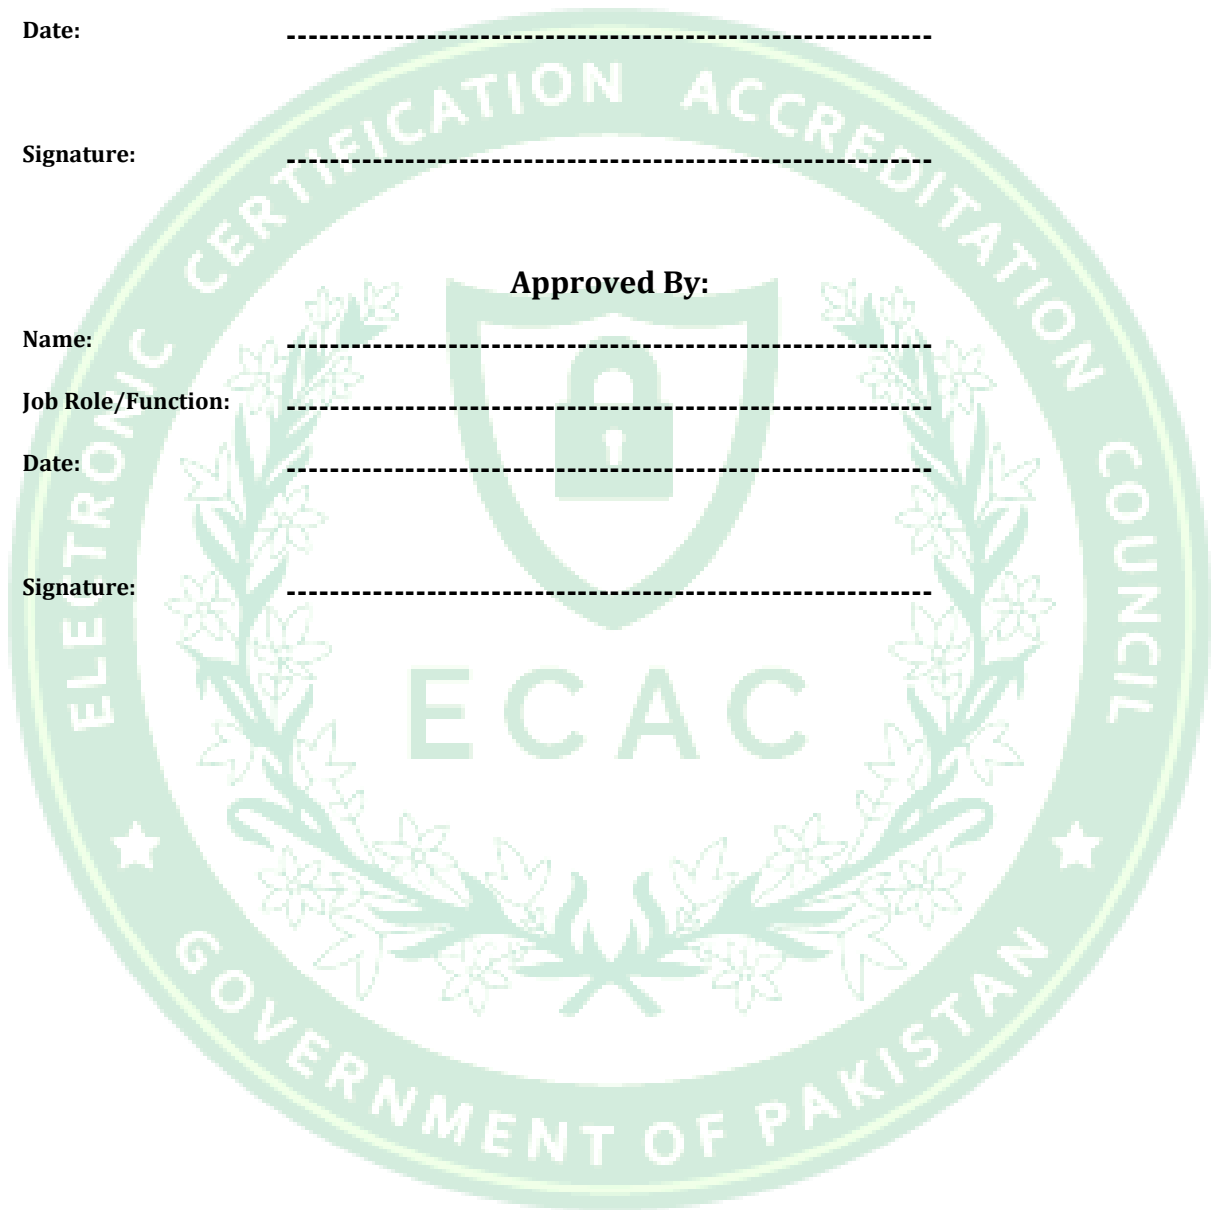 Date: ------------------------------------------------------------
Signature: ------------------------------------------------------------
Approved By:
Name: ------------------------------------------------------------
Job Role/Function: ------------------------------------------------------------
Date: ------------------------------------------------------------
Signature: ------------------------------------------------------------
ELECTRONIC CERTIFICATION ACCREDITATION COUNCIL
ECAC
GOVERNMENT OF PAKISTAN